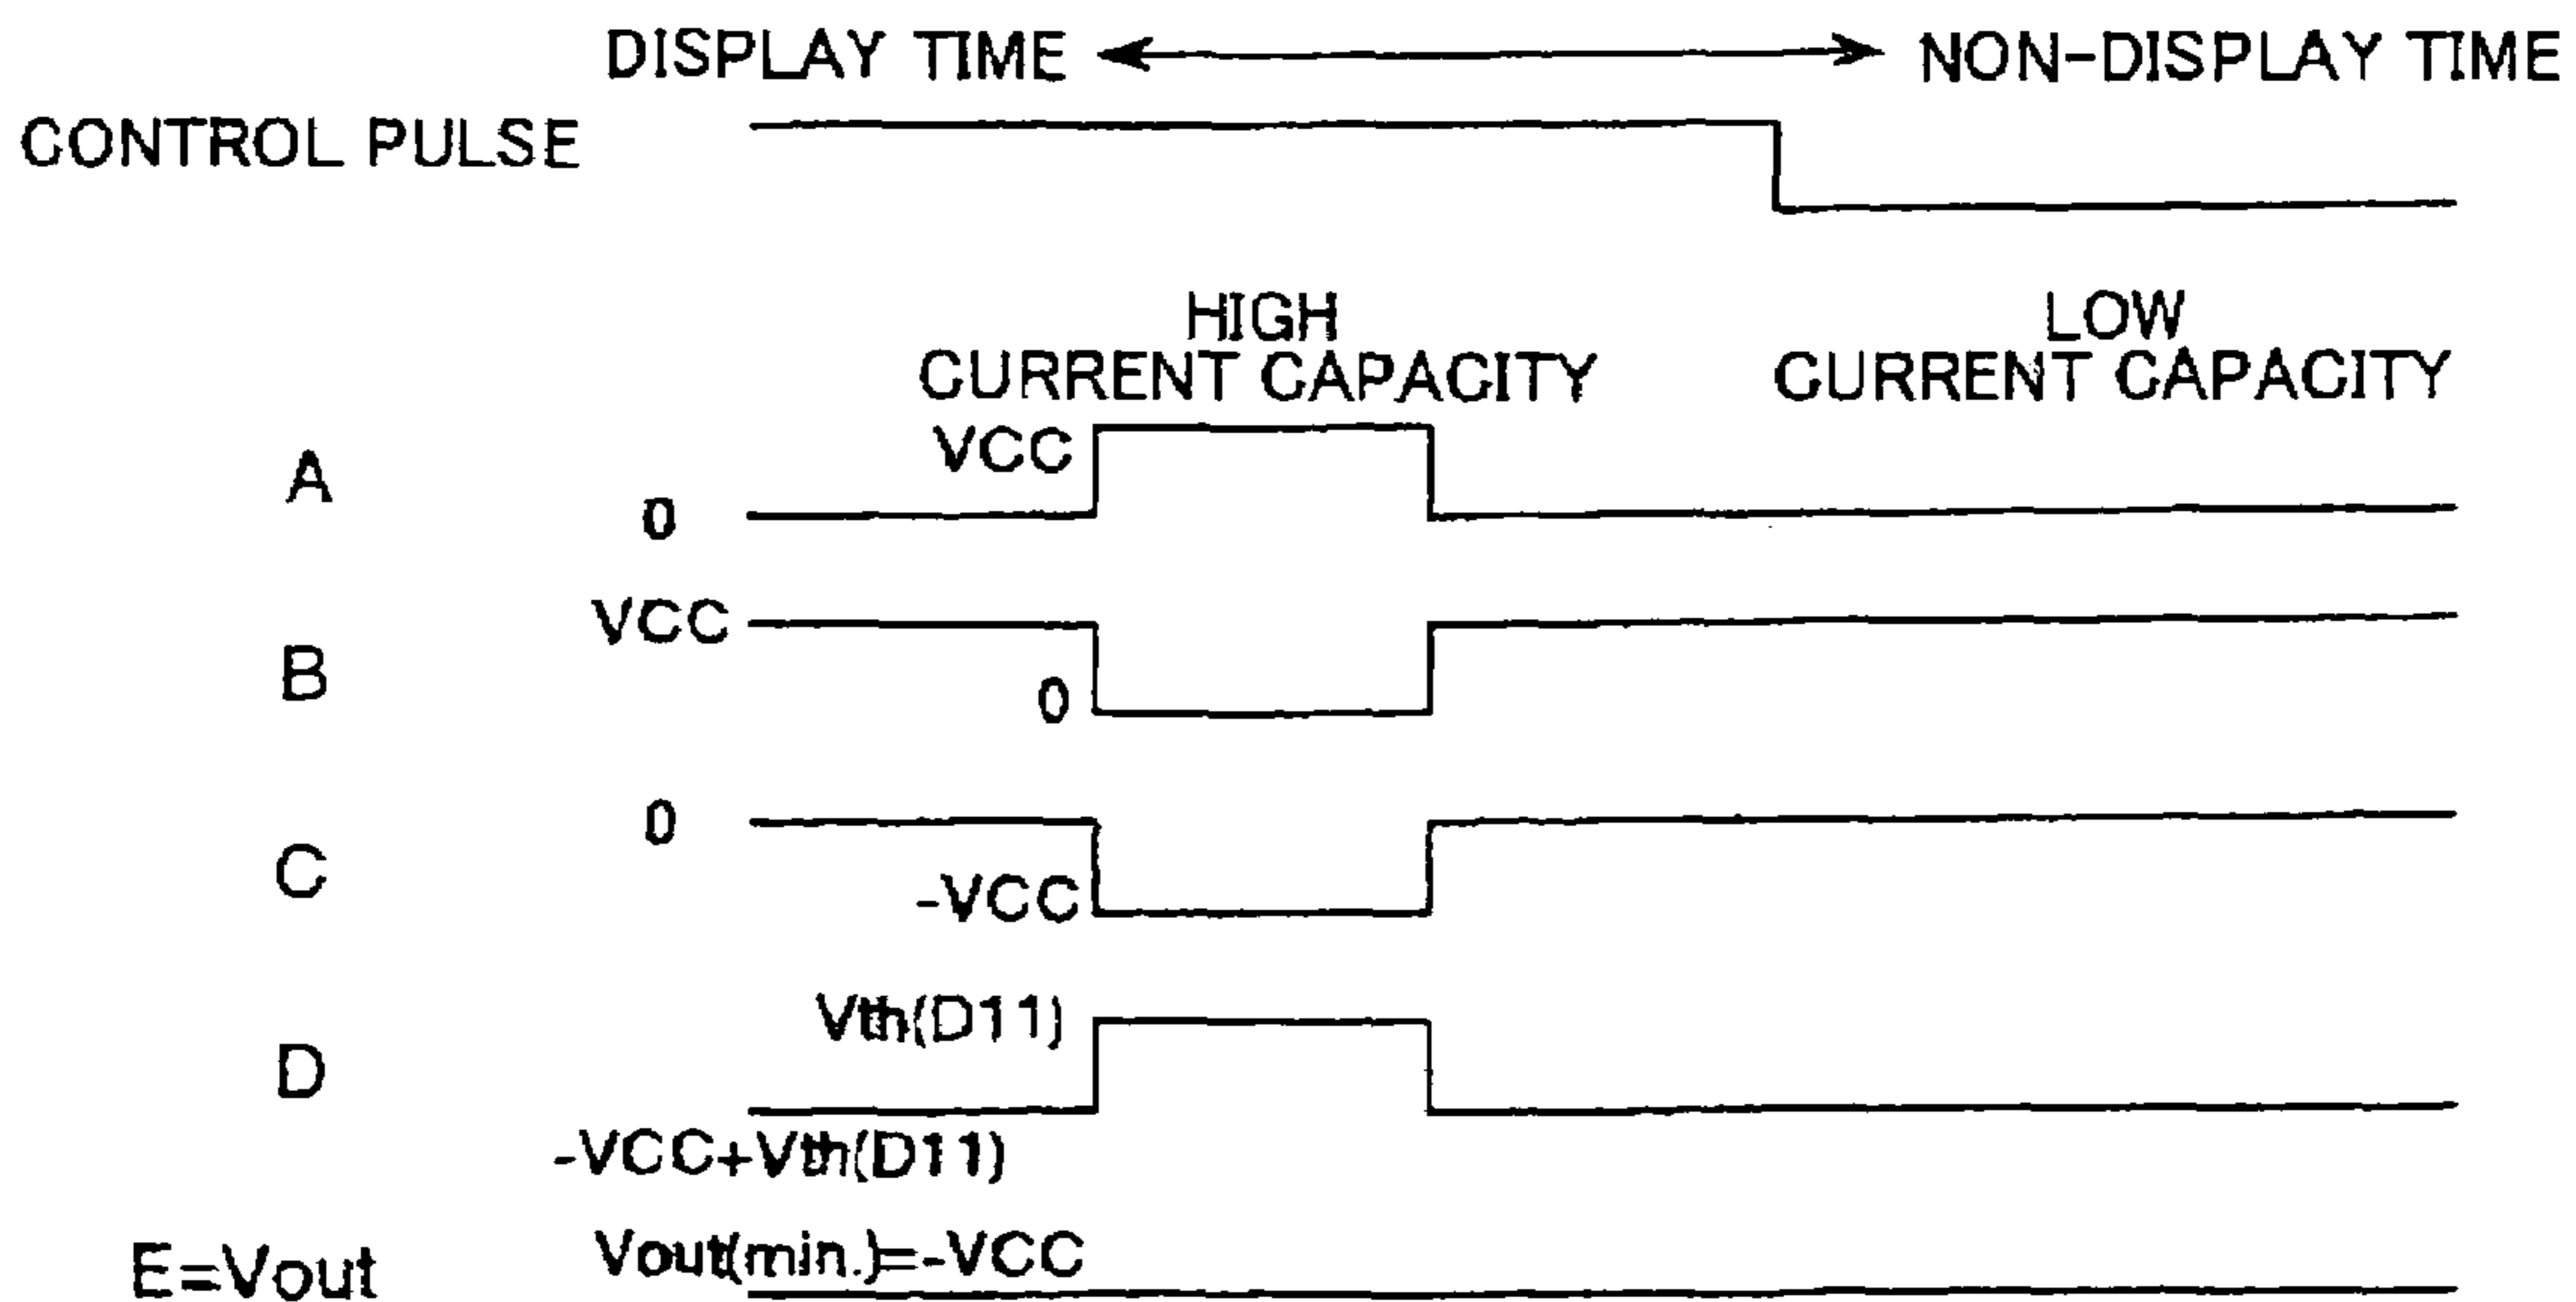 DISPLAY TIME NON-DISPLAY TIME
CONTROL PULSE
HIGH LOW
CURRENT CAPACITY CURRENT CAPACITY
VCC
A
0
VCC
B
0
0
C
-VCC
Vth(D11)
D
-VCC+Vth(D11)
E=Vout Vout(min.)=-VCC